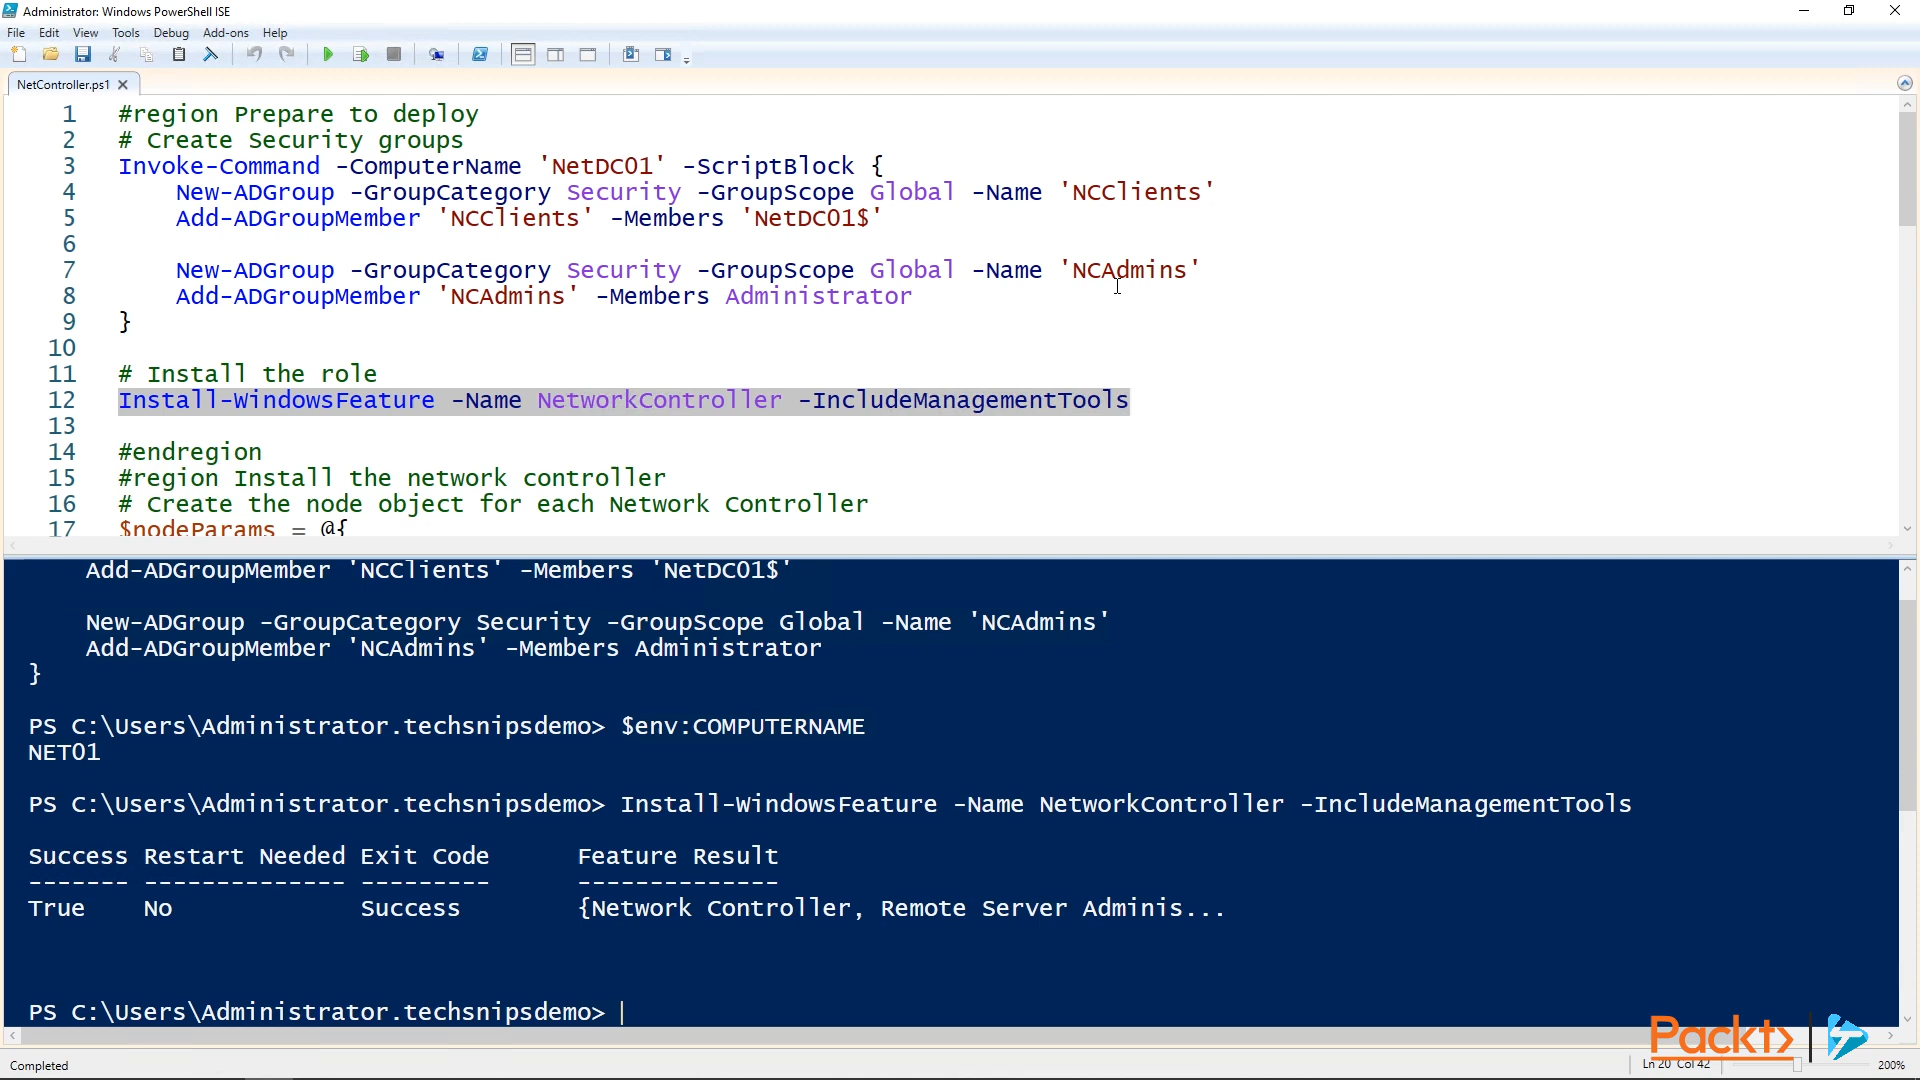 Administrator: Windows PowerShell ISE
File Edit View Tools Debug Add-ons Help
NetController.ps1
1 #region Prepare to deploy
2 # Create Security groups
3 Invoke-Command -ComputerName 'NetDC01' -ScriptBlock {
4 New-ADGroup -GroupCategory Security -GroupScope Global -Name 'NCClients'
5 Add-ADGroupMember 'NCClients' -Members 'NetDC01$'
6
7 New-ADGroup -GroupCategory Security -GroupScope Global -Name 'NCAdmins'
8 Add-ADGroupMember 'NCAdmins' -Members Administrator
9 }
10
11 # Install the role
12 Install-WindowsFeature -Name NetworkController -IncludeManagementTools
13
14 #endregion
15 #region Install the network controller
16 # Create the node object for each Network Controller
17 $nodeParams = @{
Add-ADGroupMember 'NCClients' -Members 'NetDC01$'
New-ADGroup -GroupCategory Security -GroupScope Global -Name 'NCAdmins'
Add-ADGroupMember 'NCAdmins' -Members Administrator
}
PS C:\Users\Administrator.techsnipsdemo> $env:COMPUTERNAME
NET01
PS C:\Users\Administrator.techsnipsdemo> Install-WindowsFeature -Name NetworkController -IncludeManagementTools
Success Restart Needed Exit Code Feature Result
------- -------------- --------- --------------
True No Success {Network Controller, Remote Server Adminis...
PS C:\Users\Administrator.techsnipsdemo>
Packt>
Completed
Ln 20 Col 42
200%